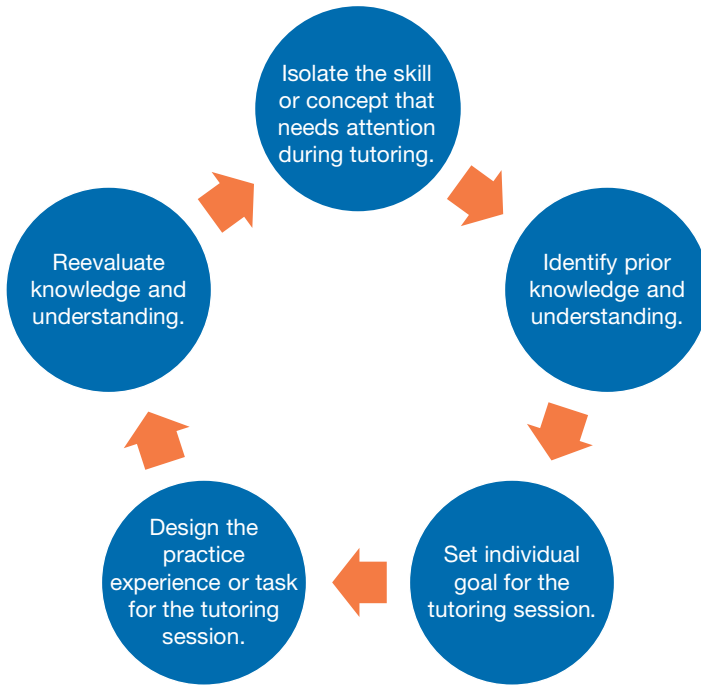 Isolate the skill
or concept that
needs attention
during tutoring.
Identify prior
knowledge and
understanding.
Set individual
goal for the
tutoring session.
Design the
practice
experience or task
for the tutoring
session.
Reevaluate
knowledge and
understanding.